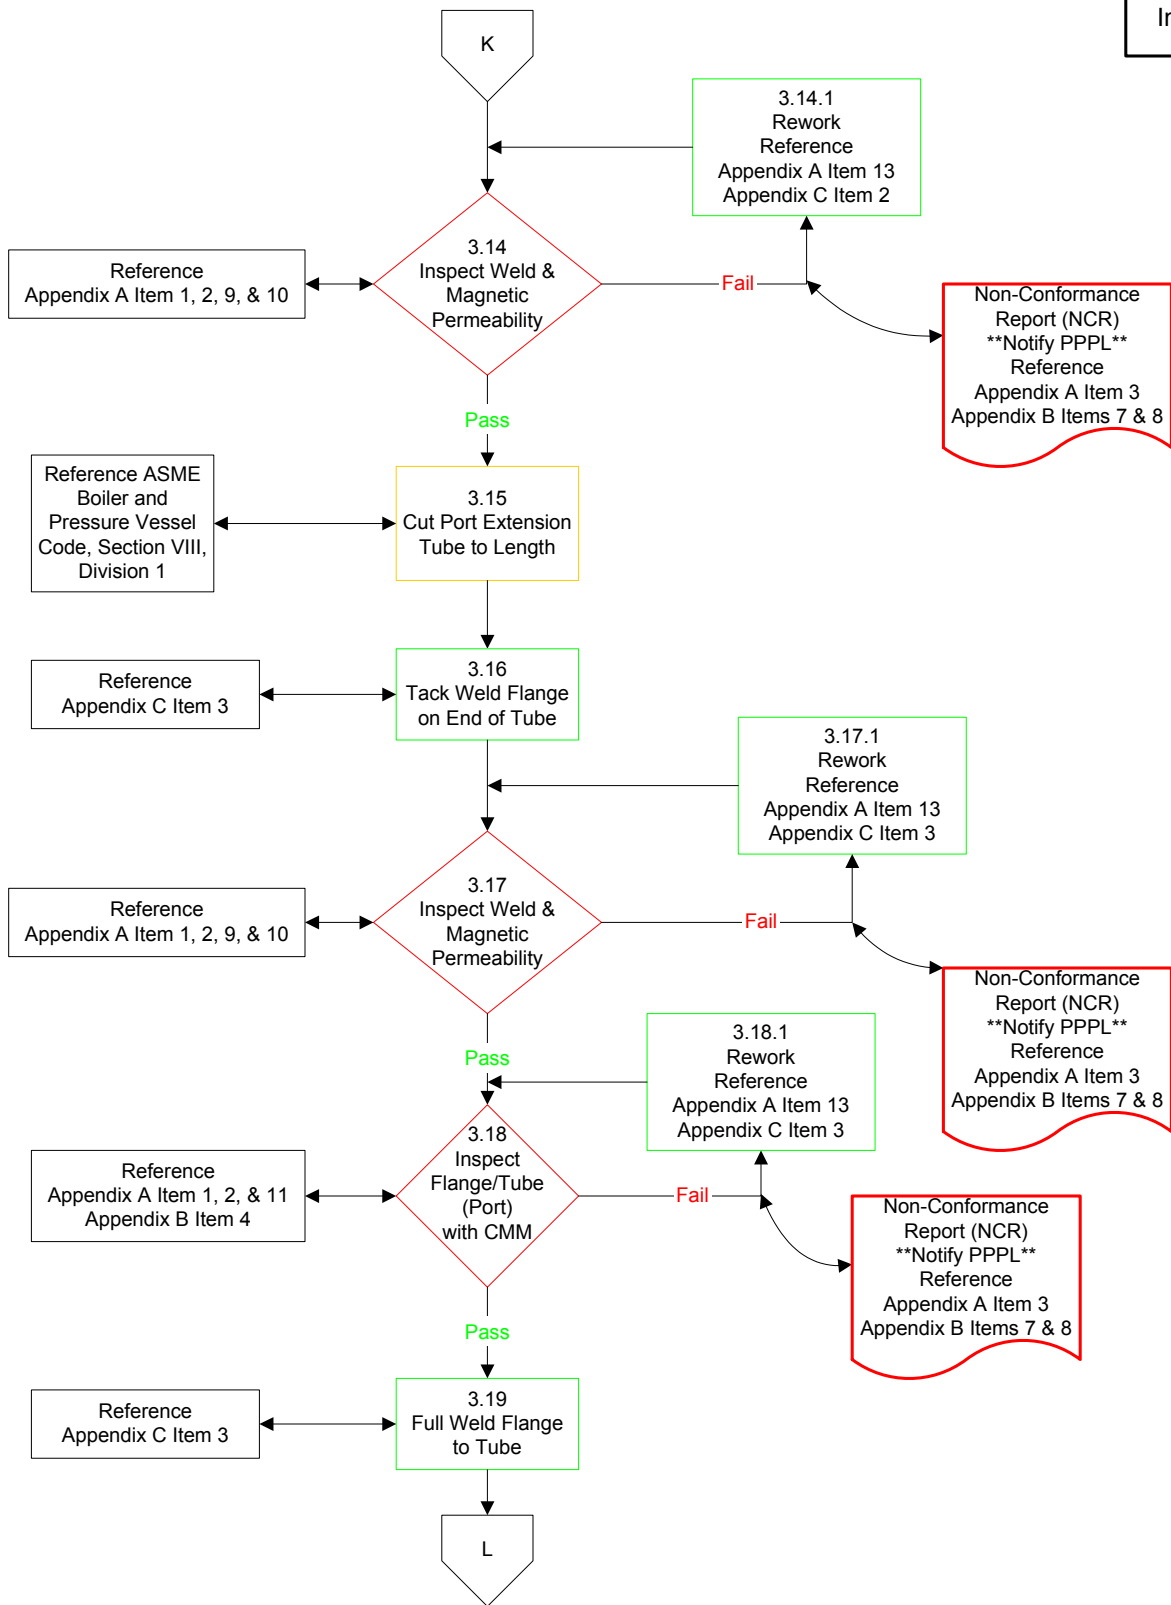 K
3.14.1
Rework
Reference
Appendix A Item 13
Appendix C Item 2
3.14
Inspect Weld &
Magnetic
Permeability
Reference
Appendix A Item 1, 2, 9, & 10
Fail
Non-Conformance
Report (NCR)
**Notify PPPL**
Reference
Appendix A Item 3
Appendix B Items 7 & 8
Pass
Reference ASME
Boiler and
Pressure Vessel
Code, Section VIII,
Division 1
3.15
Cut Port Extension
Tube to Length
Reference
Appendix C Item 3
3.16
Tack Weld Flange
on End of Tube
3.17.1
Rework
Reference
Appendix A Item 13
Appendix C Item 3
Reference
Appendix A Item 1, 2, 9, & 10
3.17
Inspect Weld &
Magnetic
Permeability
Fail
Non-Conformance
Report (NCR)
**Notify PPPL**
Reference
Appendix A Item 3
Appendix B Items 7 & 8
Pass
3.18.1
Rework
Reference
Appendix A Item 13
Appendix C Item 3
Reference
Appendix A Item 1, 2, & 11
Appendix B Item 4
3.18
Inspect
Flange/Tube
(Port)
with CMM
Fail
Non-Conformance
Report (NCR)
**Notify PPPL**
Reference
Appendix A Item 3
Appendix B Items 7 & 8
Pass
Reference
Appendix C Item 3
3.19
Full Weld Flange
to Tube
L